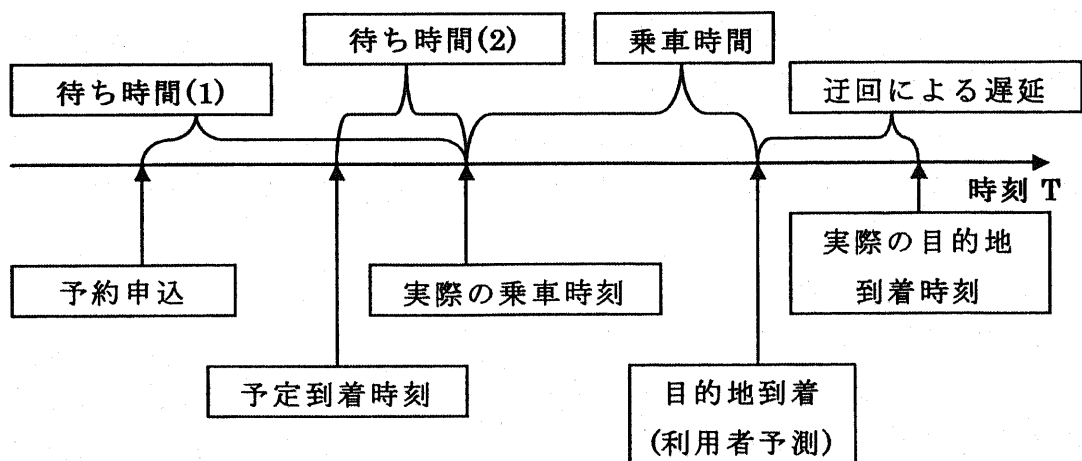 待ち時間(2)
乗車時間
待ち時間(1)
迂回による遅延
時刻 T
予約申込
実際の乗車時刻
実際の目的地
到着時刻
予定到着時刻
目的地到着
(利用者予測)